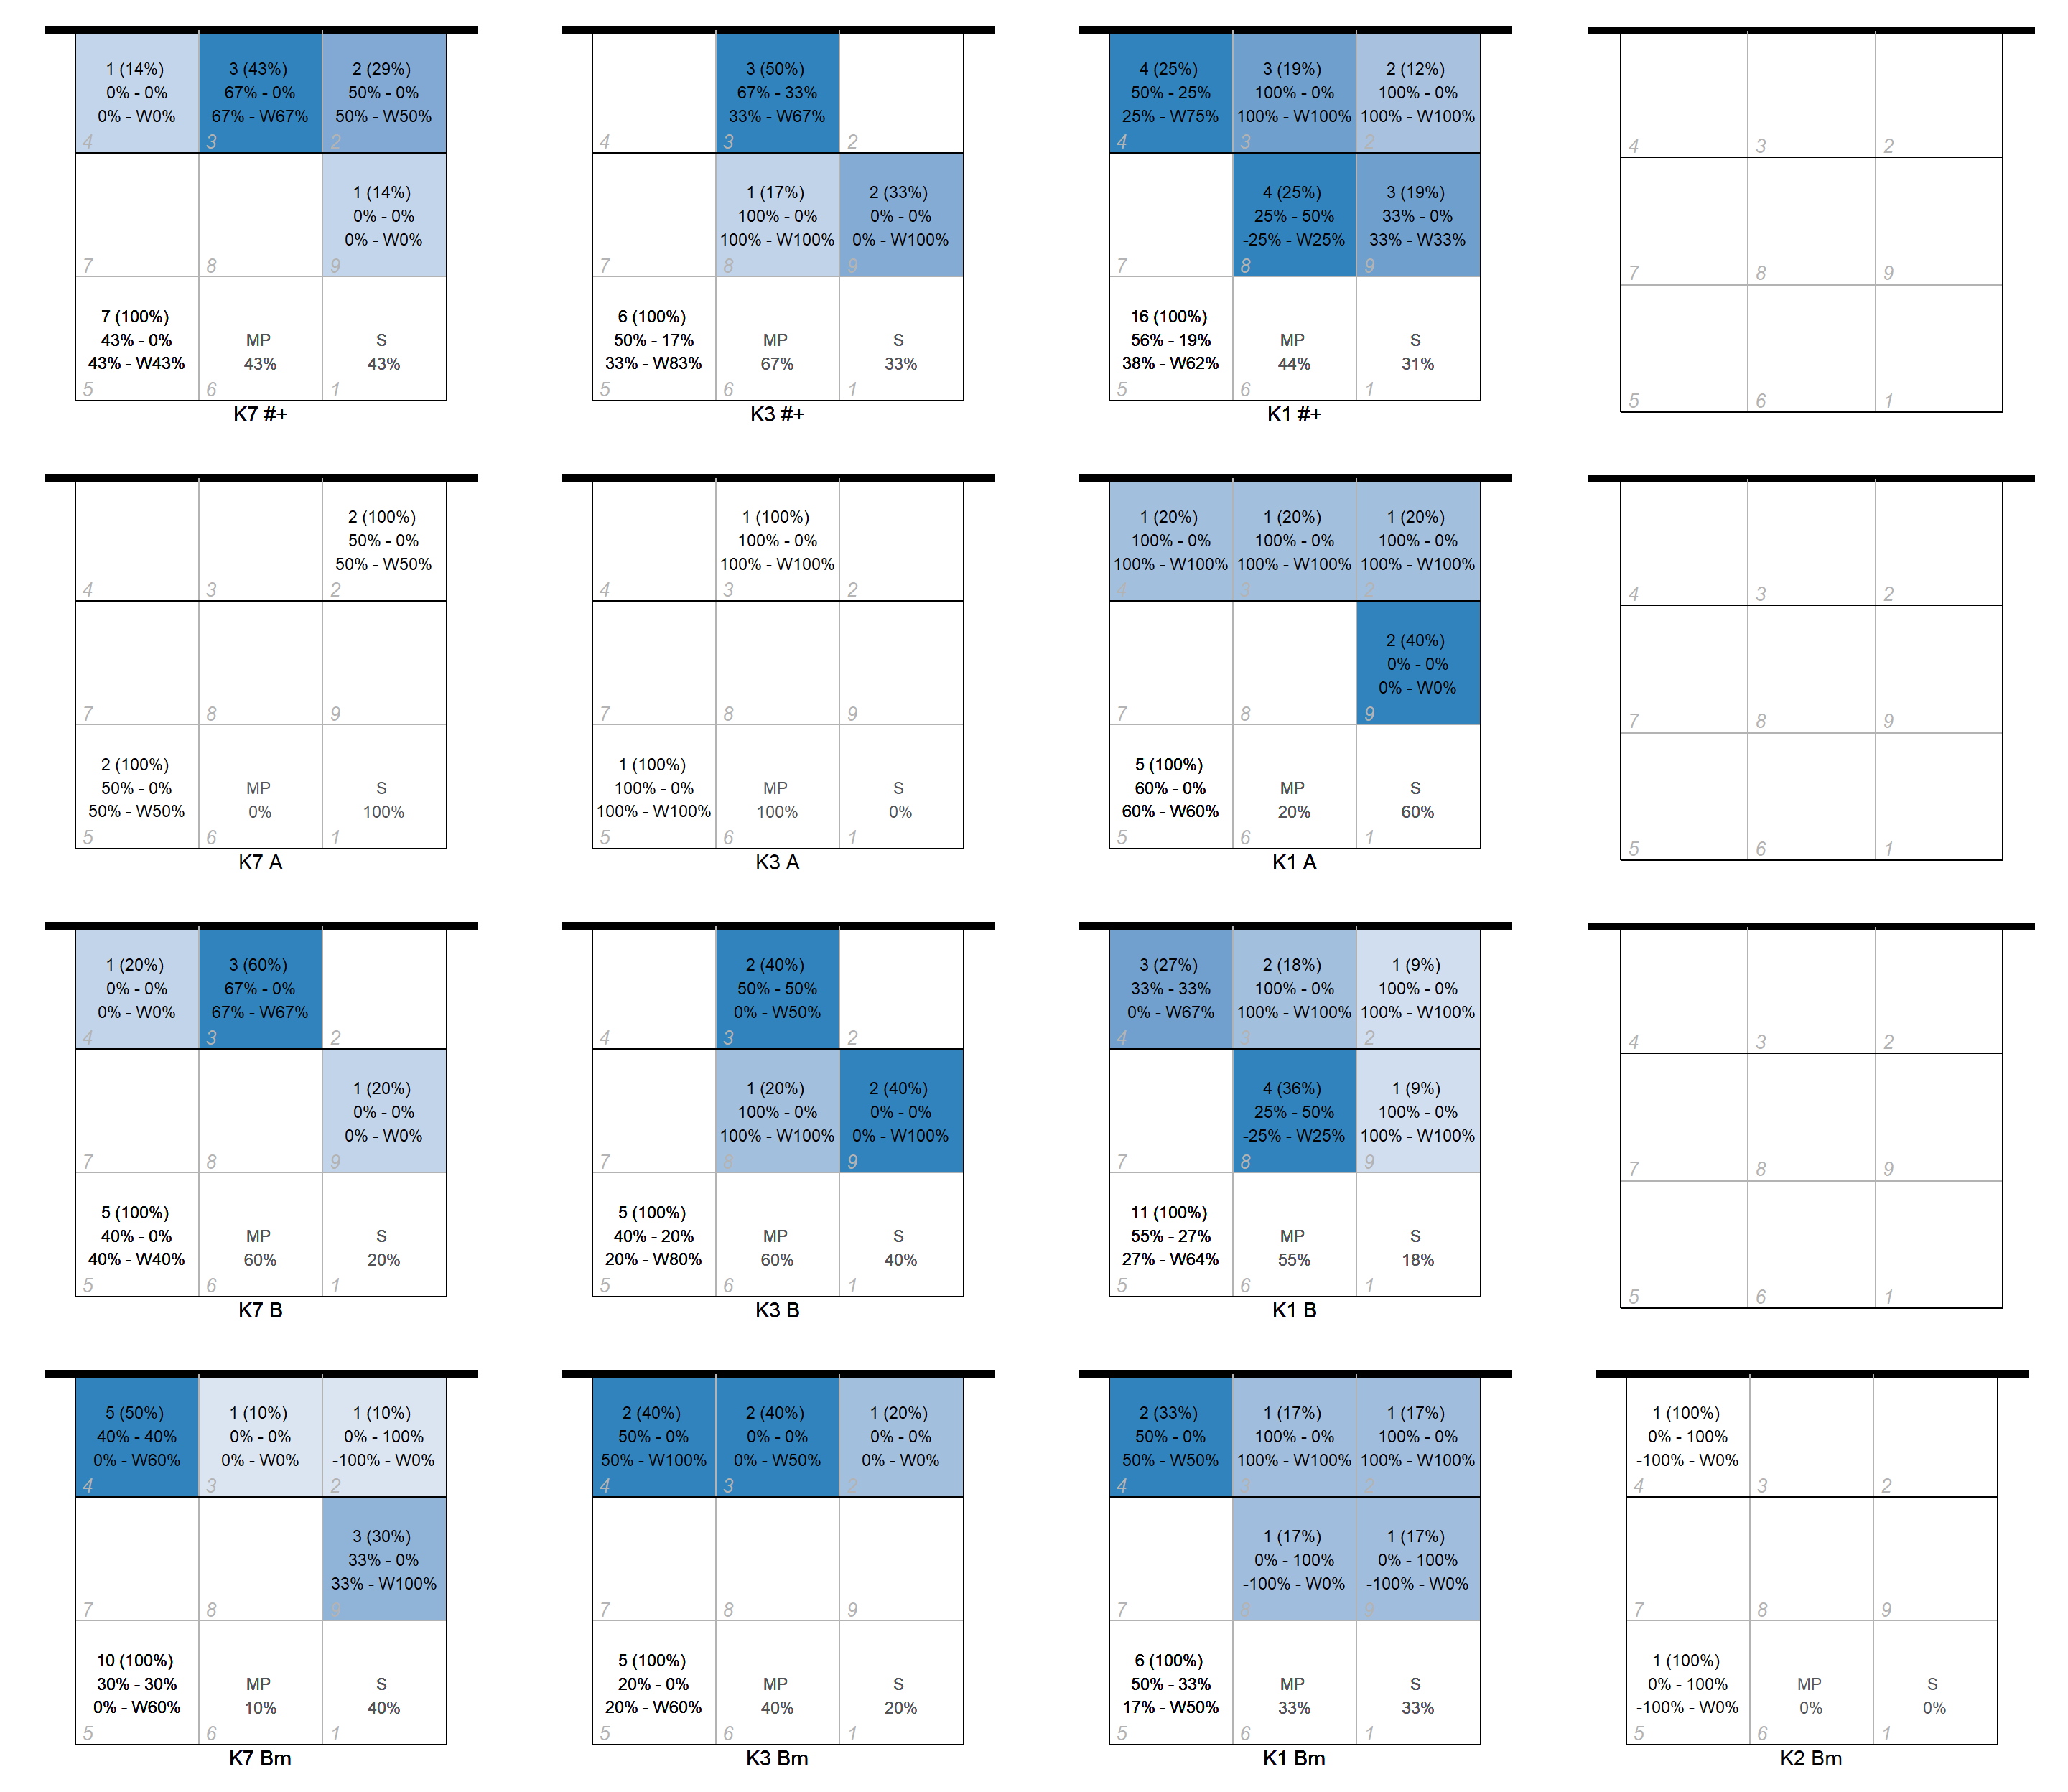 1 (14%)
0% - 0%
0% - W0%
4
3 (43%)
67% - 0%
67% - W67%
3
2 (29%)
50% - 0%
50% - W50%
2
7
8
1 (14%)
0% - 0%
0% - W0%
9
7 (100%)
43% - 0%
43% - W43%
5
MP
43%
6
S
43%
1
K7 #+
4
3 (50%)
67% - 33%
33% - W67%
3
2
7
1 (17%)
100% - 0%
100% - W100%
8
2 (33%)
0% - 0%
0% - W100%
9
6 (100%)
50% - 17%
33% - W83%
5
MP
67%
6
S
33%
1
K3 #+
4 (25%)
50% - 25%
25% - W75%
4
3 (19%)
100% - 0%
100% - W100%
3
2 (12%)
100% - 0%
100% - W100%
2
7
4 (25%)
25% - 50%
-25% - W25%
8
3 (19%)
33% - 0%
33% - W33%
9
16 (100%)
56% - 19%
38% - W62%
5
MP
44%
6
S
31%
1
K1 #+
4
3
2
7
8
9
5
6
1
4
3
2 (100%)
50% - 0%
50% - W50%
2
7
8
9
2 (100%)
50% - 0%
50% - W50%
5
MP
0%
6
S
100%
1
K7 A
4
1 (100%)
100% - 0%
100% - W100%
3
2
7
8
9
1 (100%)
100% - 0%
100% - W100%
5
MP
100%
6
S
0%
1
K3 A
1 (20%)
100% - 0%
100% - W100%
4
1 (20%)
100% - 0%
100% - W100%
3
1 (20%)
100% - 0%
100% - W100%
2
7
8
2 (40%)
0% - 0%
0% - W0%
9
5 (100%)
60% - 0%
60% - W60%
5
MP
20%
6
S
60%
1
K1 A
4
3
2
7
8
9
5
6
1
1 (20%)
0% - 0%
0% - W0%
4
3 (60%)
67% - 0%
67% - W67%
3
2
7
8
1 (20%)
0% - 0%
0% - W0%
9
5 (100%)
40% - 0%
40% - W40%
5
MP
60%
6
S
20%
1
K7 B
4
2 (40%)
50% - 50%
0% - W50%
3
2
7
1 (20%)
100% - 0%
100% - W100%
8
2 (40%)
0% - 0%
0% - W100%
9
5 (100%)
40% - 20%
20% - W80%
5
MP
60%
6
S
40%
1
K3 B
3 (27%)
33% - 33%
0% - W67%
4
2 (18%)
100% - 0%
100% - W100%
3
1 (9%)
100% - 0%
100% - W100%
2
7
4 (36%)
25% - 50%
-25% - W25%
8
1 (9%)
100% - 0%
100% - W100%
9
11 (100%)
55% - 27%
27% - W64%
5
MP
55%
6
S
18%
1
K1 B
4
3
2
7
8
9
5
6
1
5 (50%)
40% - 40%
0% - W60%
4
1 (10%)
0% - 0%
0% - W0%
3
1 (10%)
0% - 100%
-100% - W0%
2
7
8
3 (30%)
33% - 0%
33% - W100%
9
10 (100%)
30% - 30%
0% - W60%
5
MP
10%
6
S
40%
1
K7 Bm
2 (40%)
50% - 0%
50% - W100%
4
2 (40%)
0% - 0%
0% - W50%
3
1 (20%)
0% - 0%
0% - W0%
2
7
8
9
5 (100%)
20% - 0%
20% - W60%
5
MP
40%
6
S
20%
1
K3 Bm
2 (33%)
50% - 0%
50% - W50%
4
1 (17%)
100% - 0%
100% - W100%
3
1 (17%)
100% - 0%
100% - W100%
2
7
1 (17%)
0% - 100%
-100% - W0%
8
1 (17%)
0% - 100%
-100% - W0%
9
6 (100%)
50% - 33%
17% - W50%
5
MP
33%
6
S
33%
1
K1 Bm
1 (100%)
0% - 100%
-100% - W0%
4
3
2
7
8
9
1 (100%)
0% - 100%
-100% - W0%
5
MP
0%
6
S
0%
1
K2 Bm